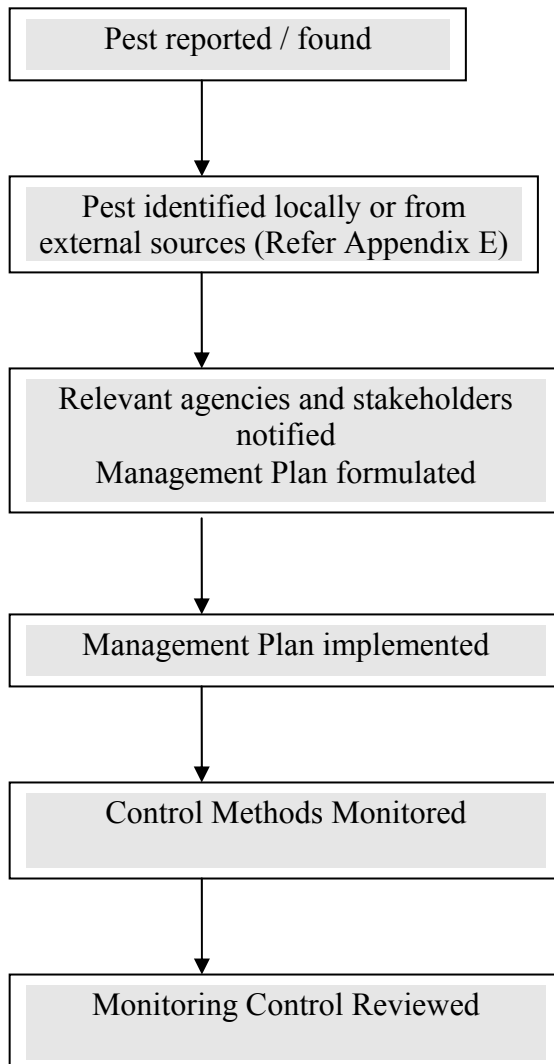 Pest reported / found
Pest identified locally or from
external sources (Refer Appendix E)
Relevant agencies and stakeholders
notified
Management Plan formulated
Management Plan implemented
Control Methods Monitored
Monitoring Control Reviewed